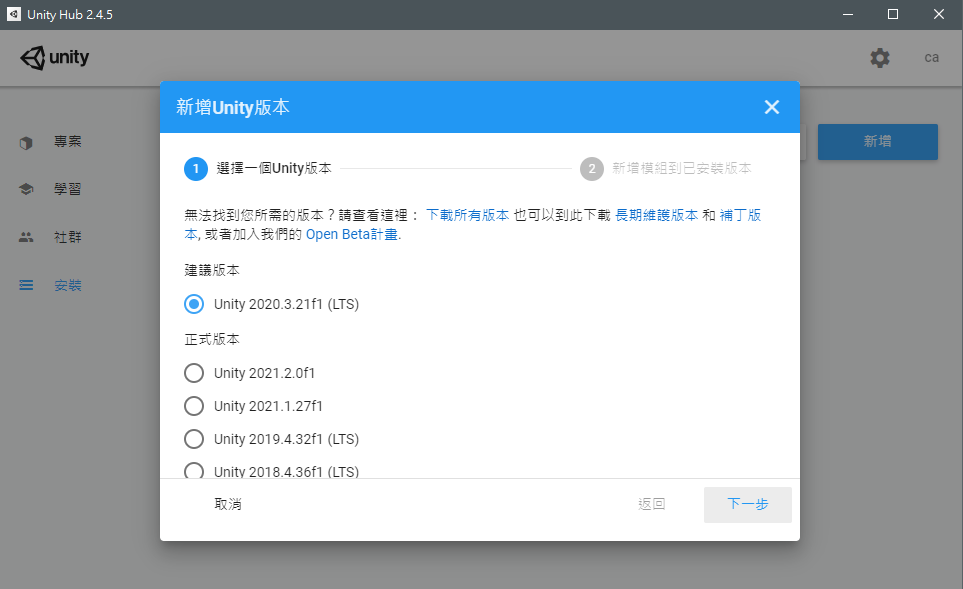 Unity Hub 2.4.5
unity
ca
專案
學習
社群
安裝
新增
新增Unity版本
1 選擇一個Unity版本
2 新增模組到已安裝版本
無法找到您所需的版本？請查看這裡： 下載所有版本 也可以到此下載 長期維護版本 和 補丁版
本, 或者加入我們的 Open Beta計畫.
建議版本
Unity 2020.3.21f1 (LTS)
正式版本
Unity 2021.2.0f1
Unity 2021.1.27f1
Unity 2019.4.32f1 (LTS)
Unity 2018.4.36f1 (LTS)
取消
返回
下一步